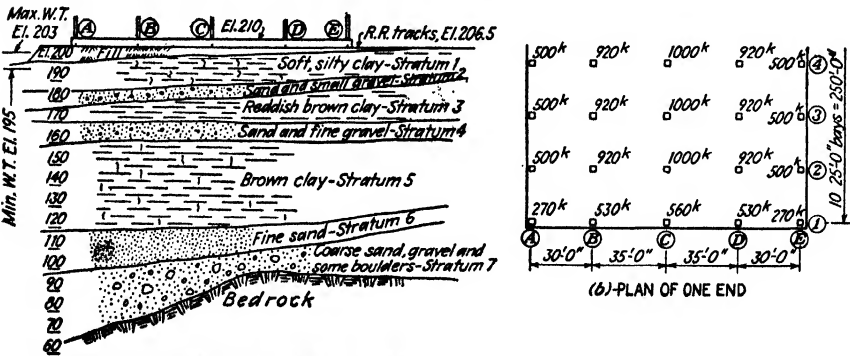 Max. W.T.
El. 203
A B C El.210 D E
R.R. tracks, El. 206.5
El. 200 Fill
190 Soft, silty clay-Stratum 1
180 Sand and small gravel-Stratum 2
170 Reddish brown clay-Stratum 3
160 Sand and fine gravel-Stratum 4
150
140 Brown clay-Stratum 5
130
120
110 Fine sand-Stratum 6
100 Coarse sand, gravel and
some boulders-Stratum 7
90
80 Bedrock
70
60
Min. W.T. El. 195
500k 920k 1000k 920k 500k 4
500k 920k 1000k 920k 500k 3
500k 920k 1000k 920k 500k 2
270k 530k 560k 530k 270k 1
A B C D E
30'-0" 35'-0" 35'-0" 30'-0"
10 25'-0" bays = 250'-0"
(b)-PLAN OF ONE END